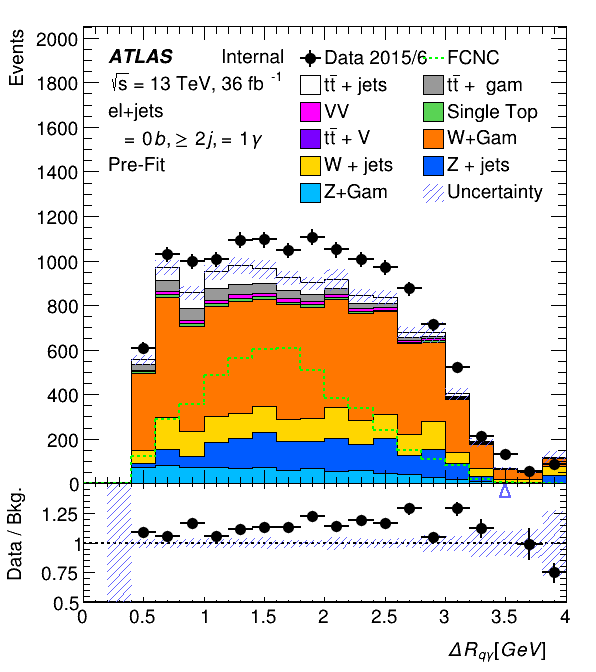 Events
2000
1800
1600
1400
1200
1000
800
600
400
200
0
ATLAS Internal
√s = 13 TeV, 36 fb⁻¹
el+jets
= 0b, ≥ 2j, = 1γ
Pre-Fit
Data 2015/6 FCNC
tt̄ + jets tt̄ + gam
VV Single Top
tt̄ + V W+Gam
W + jets Z + jets
Z+Gam Uncertainty
Data / Bkg.
1.25
1
0.75
0.5
0 0.5 1 1.5 2 2.5 3 3.5 4
ΔR_qγ[GeV]